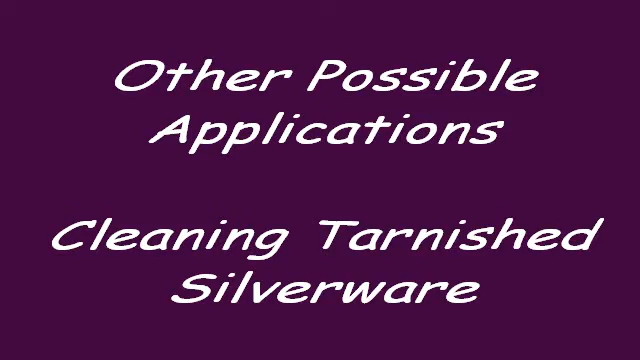 Other Possible
Applications
Cleaning Tarnished
Silverware